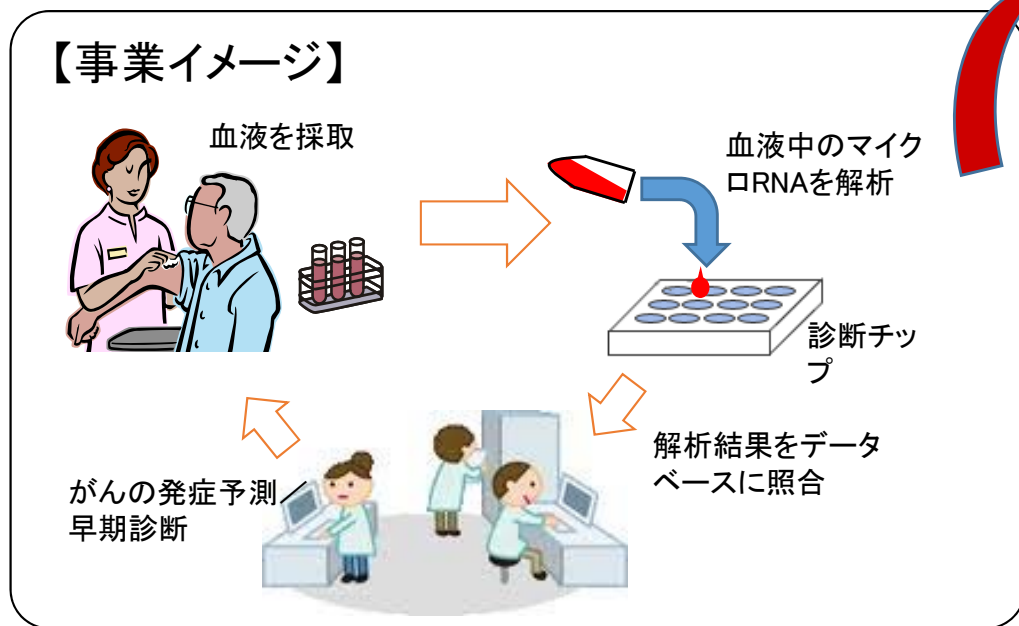 【事業イメージ】
血液を採取
血液中のマイク
ロRNAを解析
診断チッ
プ
解析結果をデータ
ベースに照合
がんの発症予測／
早期診断